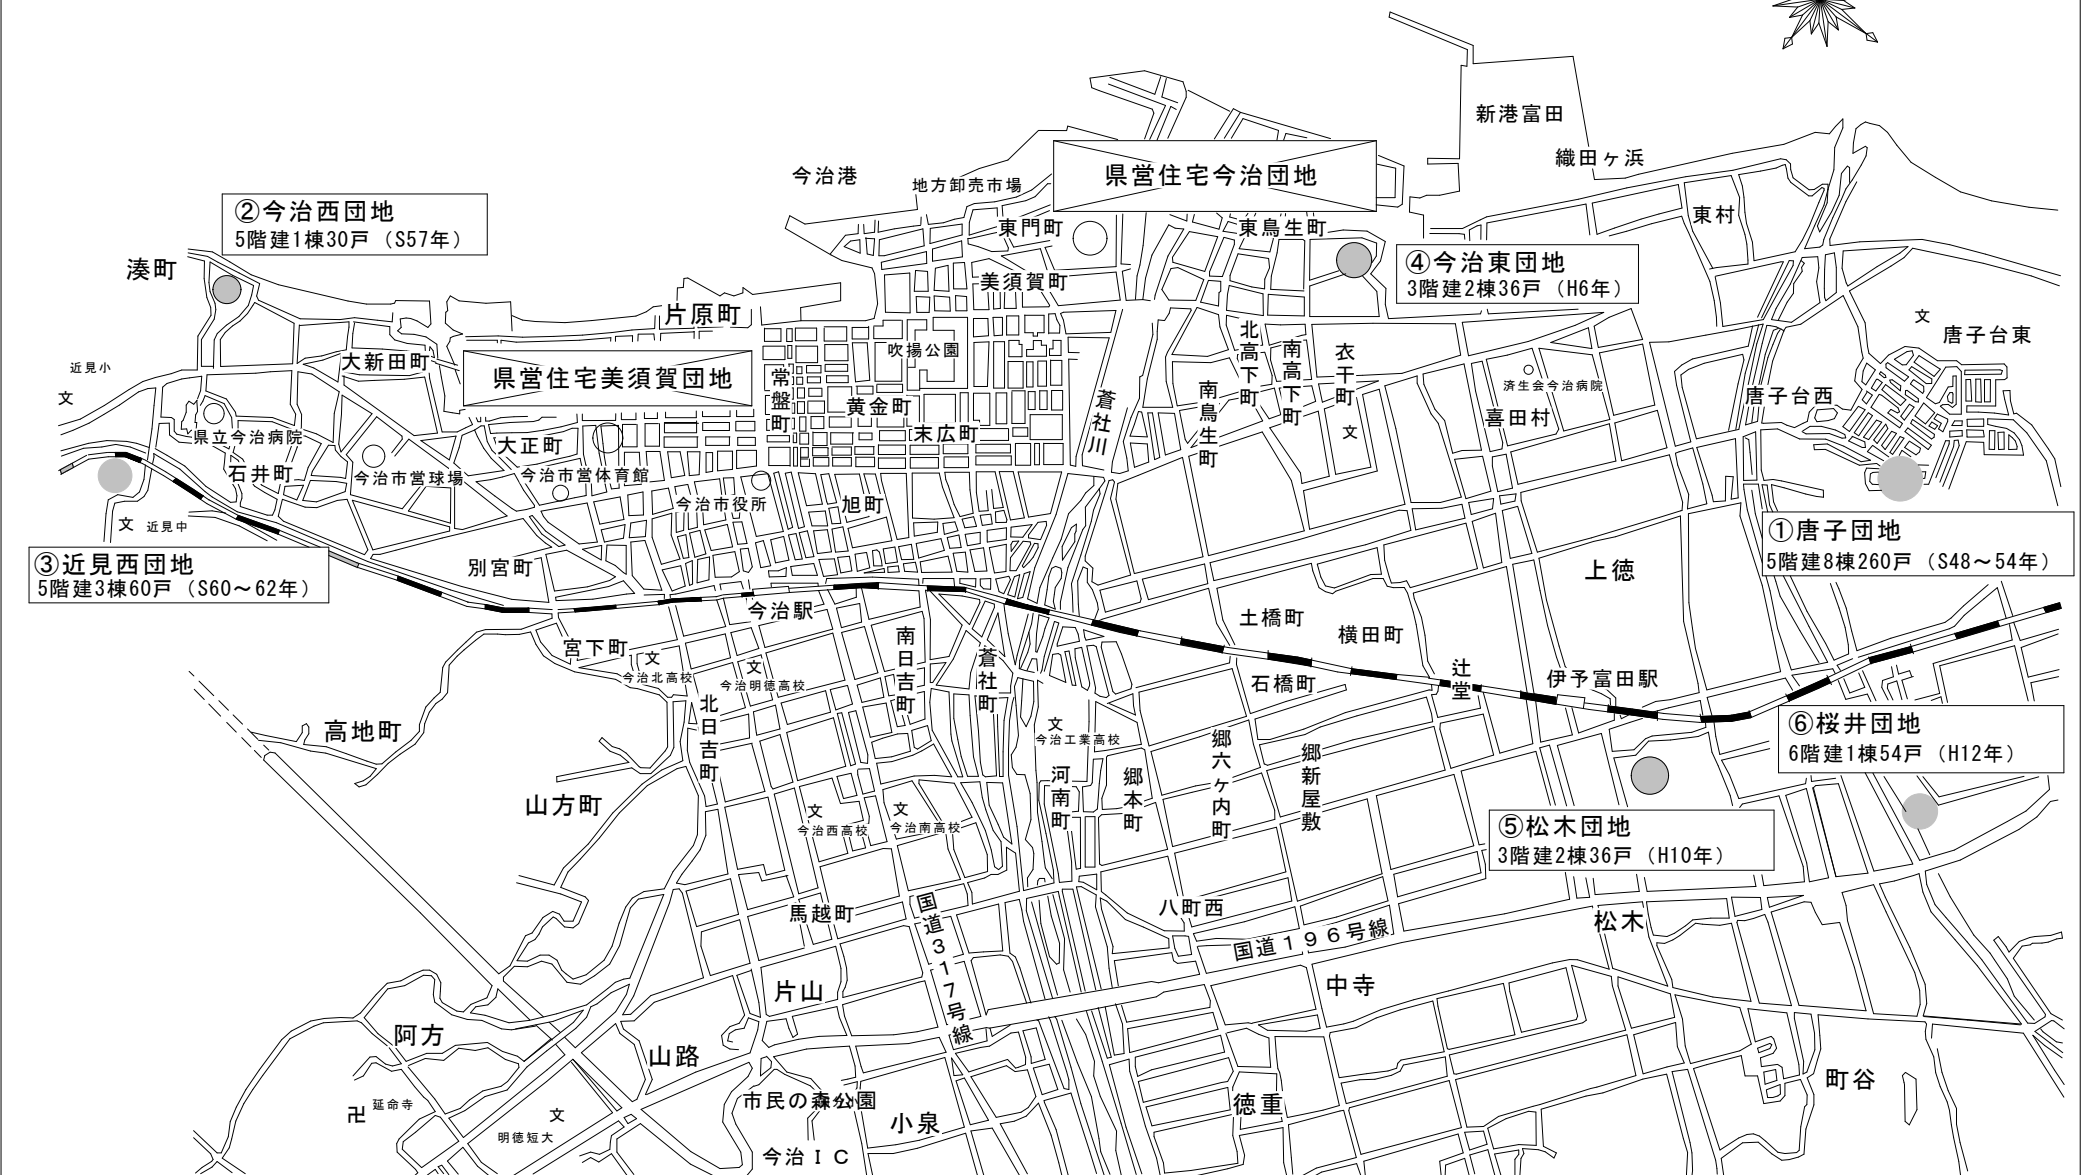 新港富田
織田ヶ浜
県営住宅今治団地
今治港
地方卸売市場
②今治西団地
5階建1棟30戸（S57年）
東門町
東鳥生町
東村
湊町
④今治東団地
3階建2棟36戸（H6年）
美須賀町
片原町
文
唐子台東
北高下町
南高下町
衣干町
吹揚公園
大新田町
近見小
文
県営住宅美須賀団地
常盤町
済生会今治病院
唐子台西
南鳥生町
蒼社川
黄金町
喜田村
末広町
文
県立今治病院
大正町
石井町
今治市営球場
今治市営体育館
今治市役所
旭町
文 近見中
①唐子団地
5階建8棟260戸（S48～54年）
③近見西団地
5階建3棟60戸（S60～62年）
別宮町
上徳
今治駅
土橋町
横田町
宮下町
南日吉町
蒼社町
文
今治北高校
文
今治明徳高校
石橋町
辻堂
伊予富田駅
北日吉町
高地町
文
今治工業高校
郷六ヶ内町
郷新屋敷
⑥桜井団地
6階建1棟54戸（H12年）
河南町
郷本町
山方町
文
今治西高校
文
今治南高校
⑤松木団地
3階建2棟36戸（H10年）
馬越町
国道317号線
八町西
松木
国道１９６号線
片山
中寺
阿方
山路
町谷
市民の森公園
徳重
卍 延命寺
文
明徳短大
小泉
今治ＩＣ